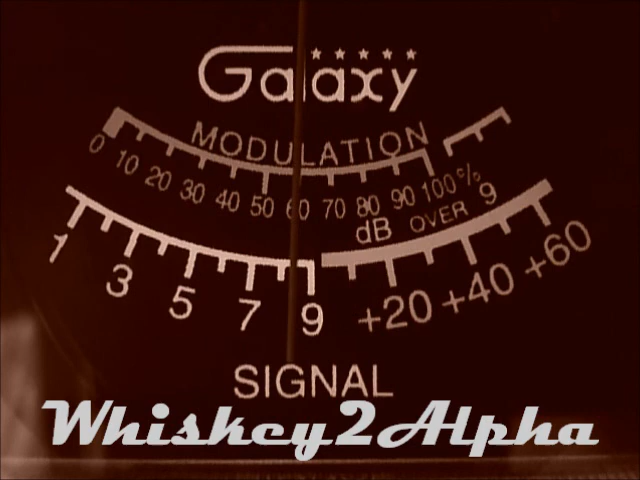 Galaxy
MODULATION
0 10 20 30 40 50 60 70 80 90 100%
dB OVER 9
1 3 5 7 9 +20 +40 +60
SIGNAL
Whiskey2Alpha